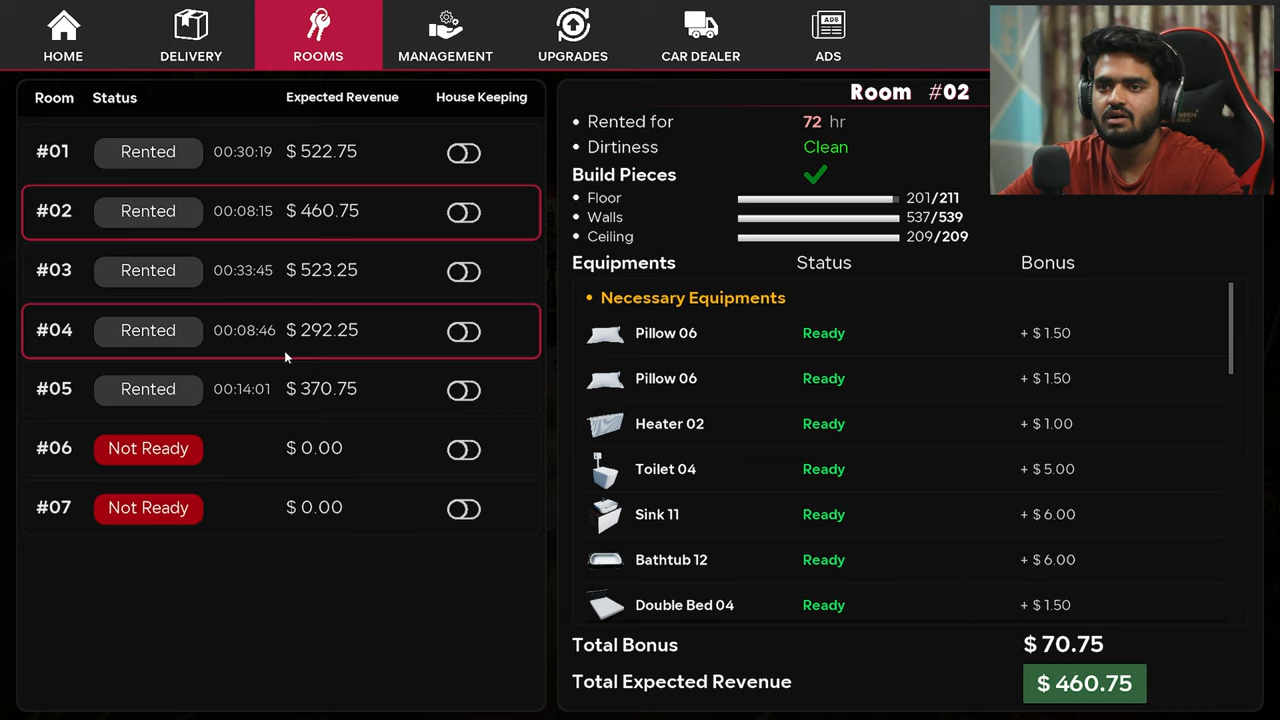 HOME DELIVERY ROOMS MANAGEMENT UPGRADES CAR DEALER ADS
ADS
Room Status Expected Revenue House Keeping
#01 Rented 00:30:19 $ 522.75
#02 Rented 00:08:15 $ 460.75
#03 Rented 00:33:45 $ 523.25
#04 Rented 00:08:46 $ 292.25
#05 Rented 00:14:01 $ 370.75
#06 Not Ready $ 0.00
#07 Not Ready $ 0.00
Room #02
• Rented for 72 hr
• Dirtiness Clean
Build Pieces
• Floor 201/211
• Walls 537/539
• Ceiling 209/209
Equipments Status Bonus
• Necessary Equipments
Pillow 06 Ready + $ 1.50
Pillow 06 Ready + $ 1.50
Heater 02 Ready + $ 1.00
Toilet 04 Ready + $ 5.00
Sink 11 Ready + $ 6.00
Bathtub 12 Ready + $ 6.00
Double Bed 04 Ready + $ 1.50
Total Bonus $ 70.75
Total Expected Revenue $ 460.75